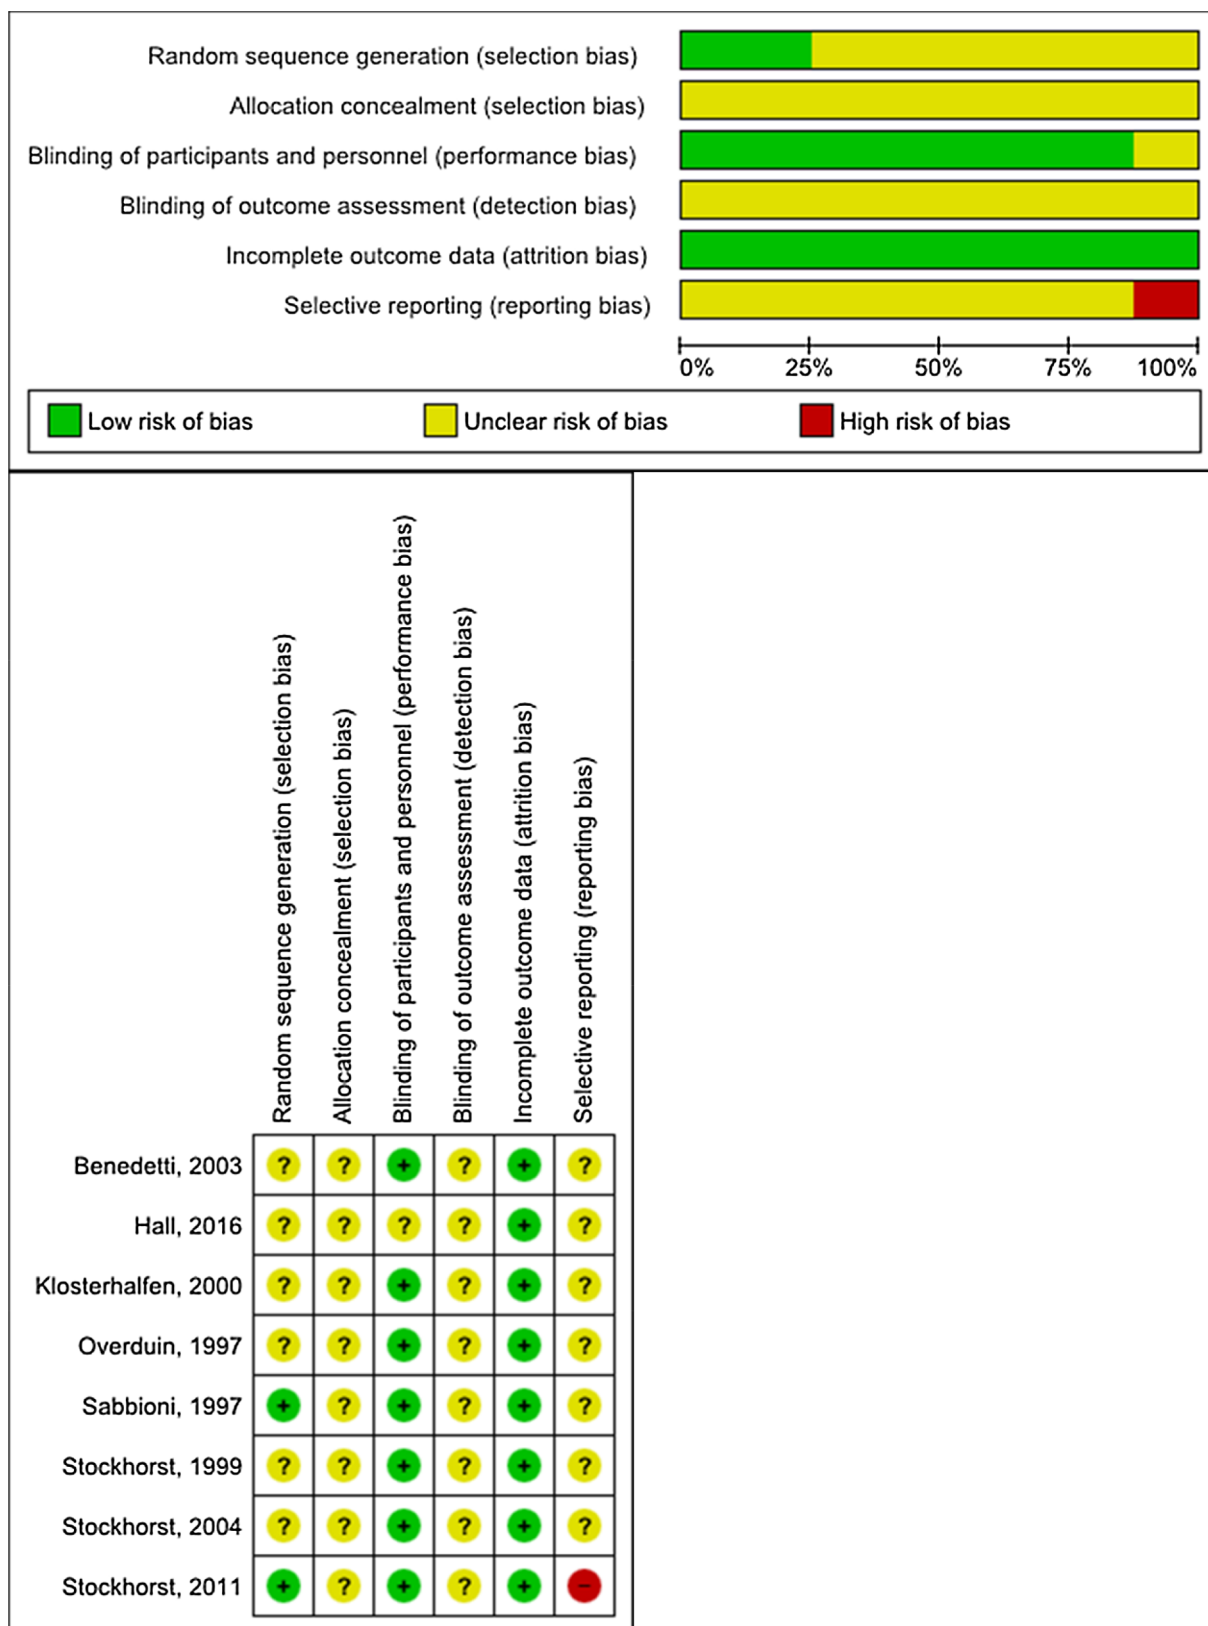 Random sequence generation (selection bias)
Allocation concealment (selection bias)
Blinding of participants and personnel (performance bias)
Blinding of outcome assessment (detection bias)
Incomplete outcome data (attrition bias)
Selective reporting (reporting bias)
0% 25% 50% 75% 100%
Low risk of bias Unclear risk of bias High risk of bias
Random sequence generation (selection bias)
Allocation concealment (selection bias)
Blinding of participants and personnel (performance bias)
Blinding of outcome assessment (detection bias)
Incomplete outcome data (attrition bias)
Selective reporting (reporting bias)
Benedetti, 2003 ? ? + ? + ?
Hall, 2016 ? ? ? ? + ?
Klosterhalfen, 2000 ? ? + ? + ?
Overduin, 1997 ? ? + ? + ?
Sabbioni, 1997 + ? + ? + ?
Stockhorst, 1999 ? ? + ? + ?
Stockhorst, 2004 ? ? + ? + ?
Stockhorst, 2011 + ? + ? + −